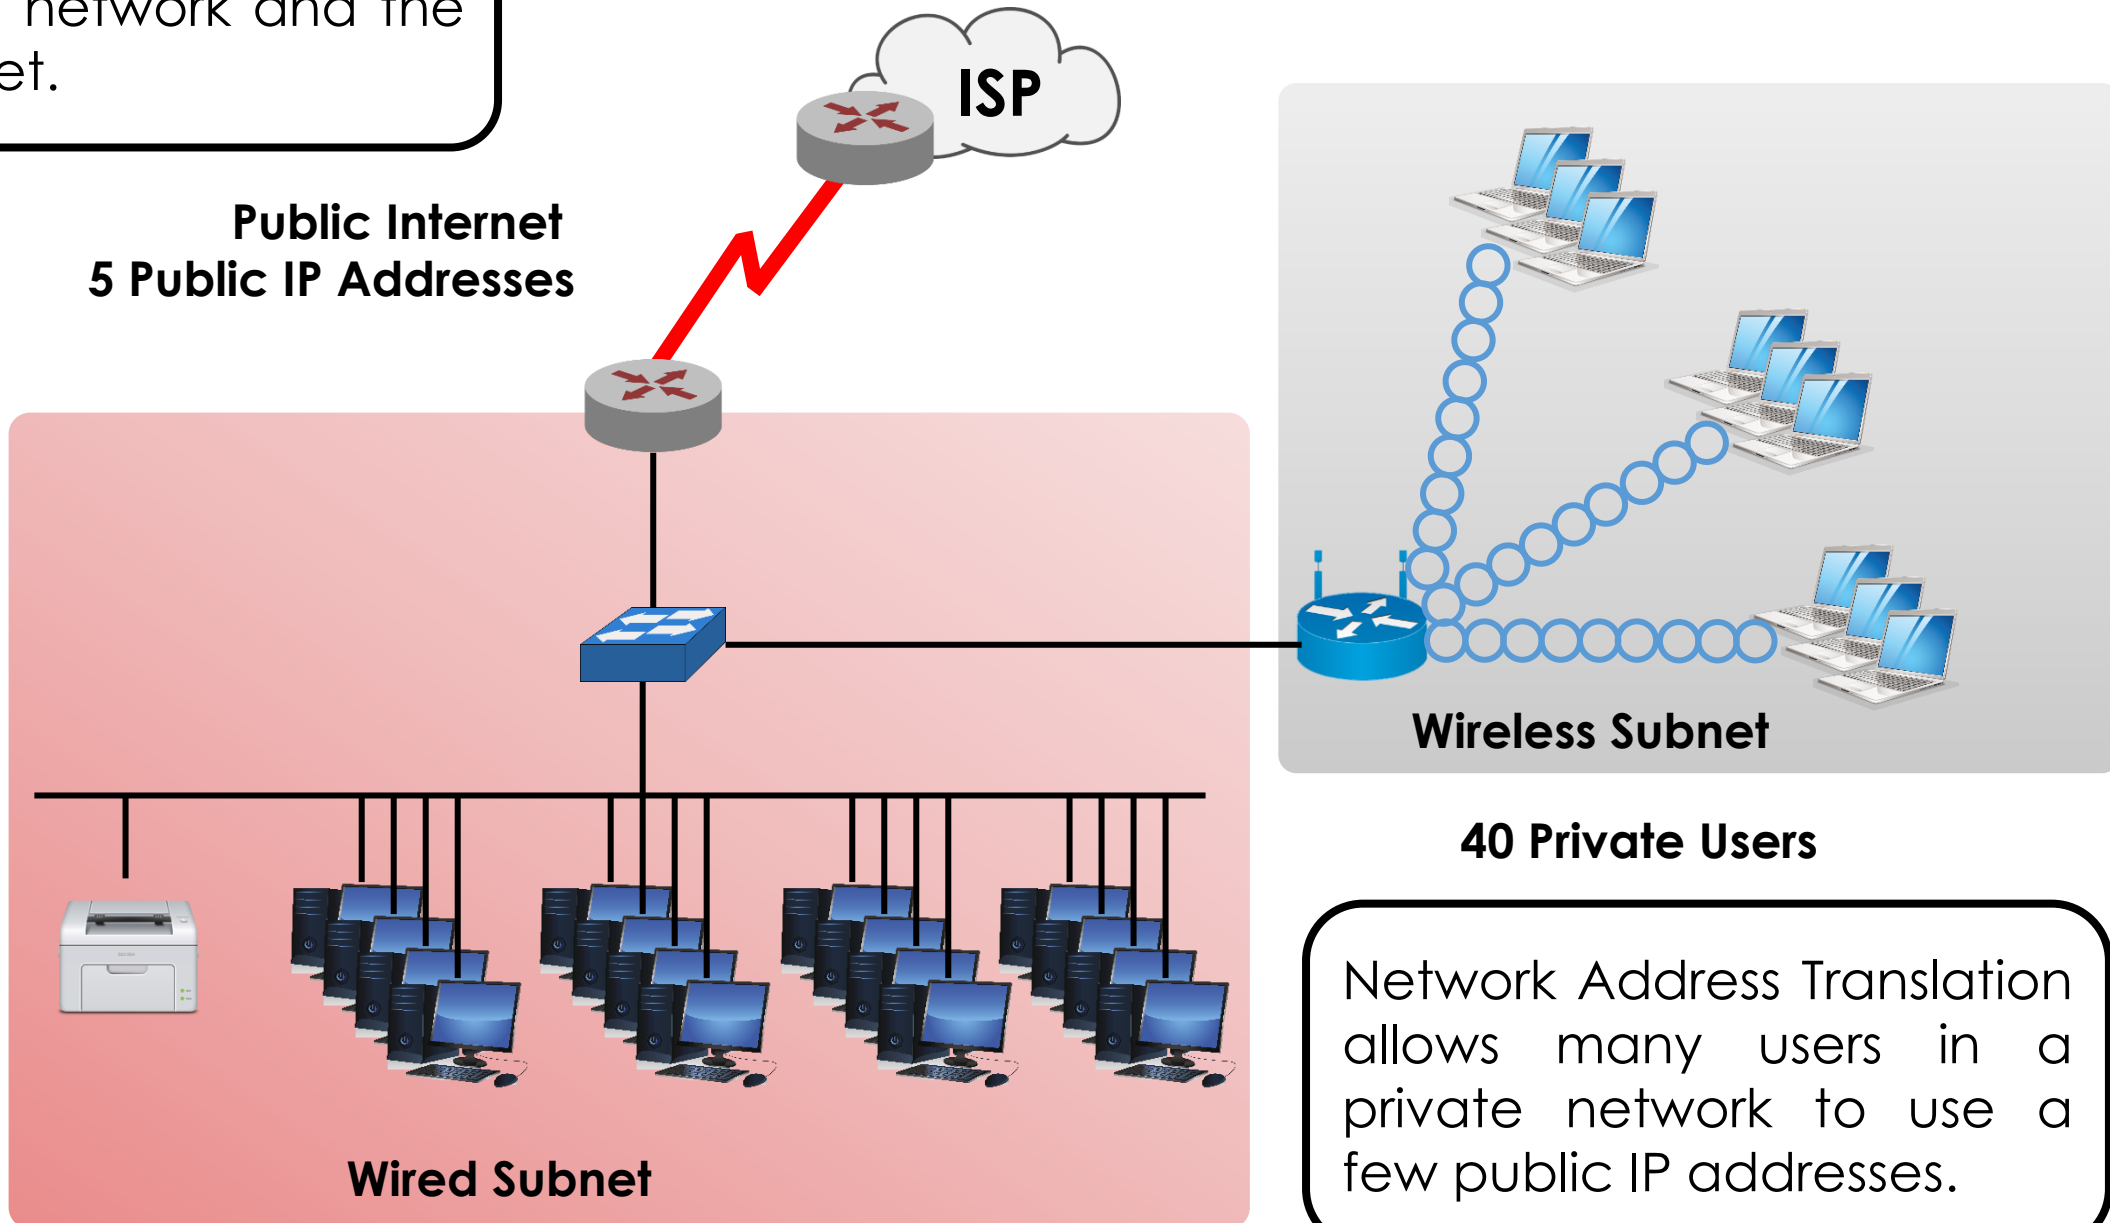 network and the
et.
ISP
Public Internet
5 Public IP Addresses
Wireless Subnet
40 Private Users
Network Address Translation
allows many users in a
private network to use a
few public IP addresses.
Wired Subnet